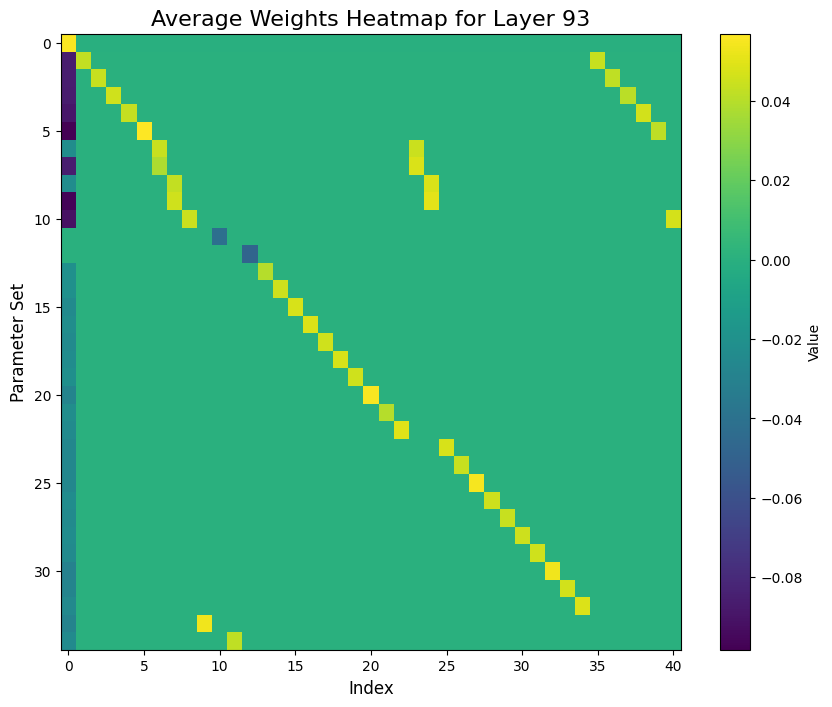 Average Weights Heatmap for Layer 93
Parameter Set
0
5
10
15
20
25
30
0 5 10 15 20 25 30 35 40
Index
0.04
0.02
0.00
−0.02
−0.04
−0.06
−0.08
Value